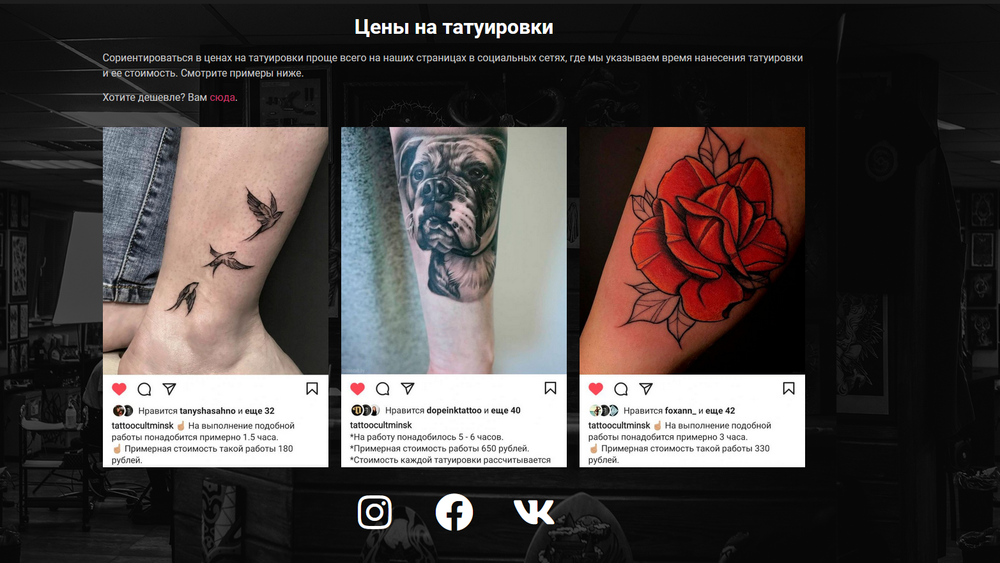 Цены на татуировки
Сориентироваться в ценах на татуировки проще всего на наших страницах в социальных сетях, где мы указываем время нанесения татуировки
и ее стоимость. Смотрите примеры ниже.
Хотите дешевле? Вам сюда.
Нравится tanyshasahno и еще 32
tattoocultminsk ☝🏼 На выполнение подобной
работы понадобится примерно 1.5 часа.
☝🏼 Примерная стоимость такой работы 180
рублей.
Нравится dopeinktattoo и еще 40
tattoocultminsk
*На работу понадобилось 5 - 6 часов.
*Примерная стоимость работы 650 рублей.
*Стоимость каждой татуировки рассчитывается
Нравится foxann_ и еще 42
tattoocultminsk ☝🏼 На выполнение подобной
работы понадобится примерно 3 часа.
☝🏼 Примерная стоимость такой работы 330
рублей.